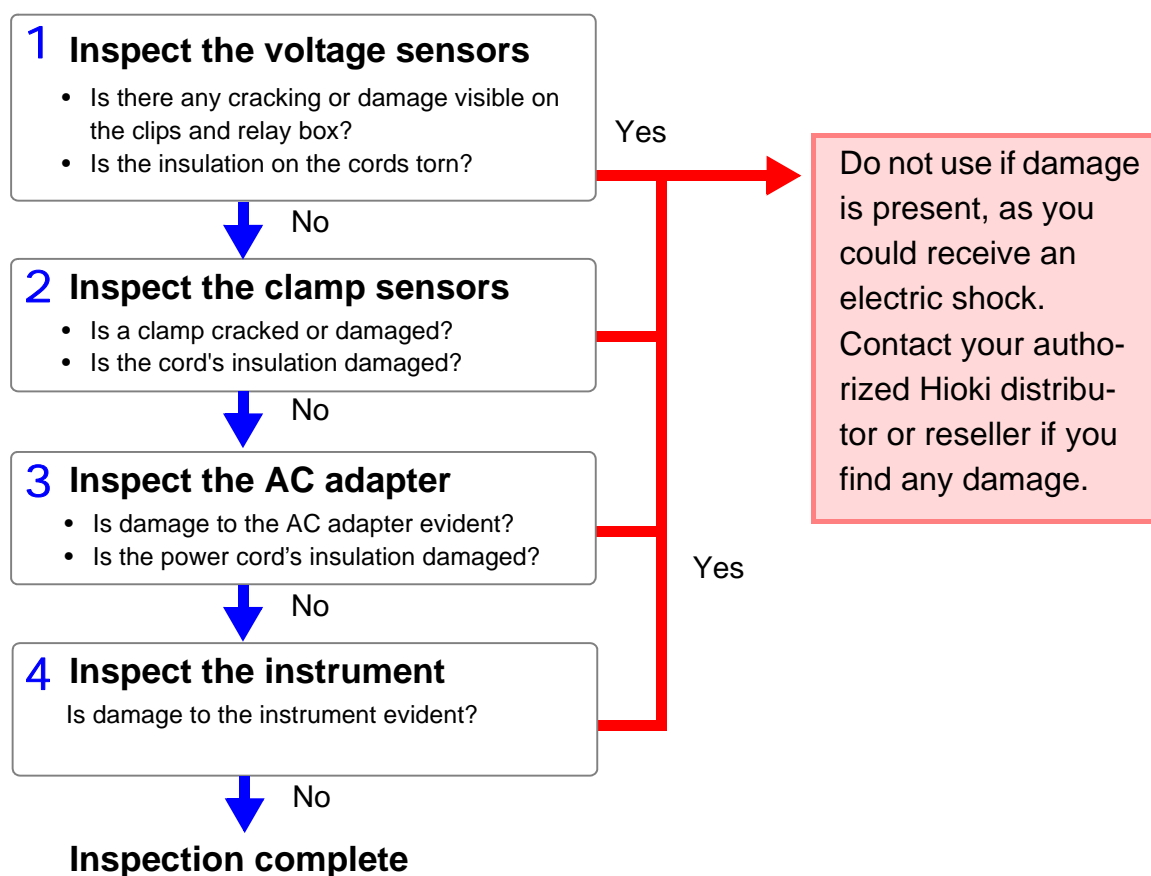 1 Inspect the voltage sensors
• Is there any cracking or damage visible on
the clips and relay box?
• Is the insulation on the cords torn?
Yes
No
2 Inspect the clamp sensors
• Is a clamp cracked or damaged?
• Is the cord's insulation damaged?
No
3 Inspect the AC adapter
• Is damage to the AC adapter evident?
• Is the power cord’s insulation damaged?
Yes
No
4 Inspect the instrument
Is damage to the instrument evident?
No
Inspection complete
Do not use if damage
is present, as you
could receive an
electric shock.
Contact your autho-
rized Hioki distribu-
tor or reseller if you
find any damage.